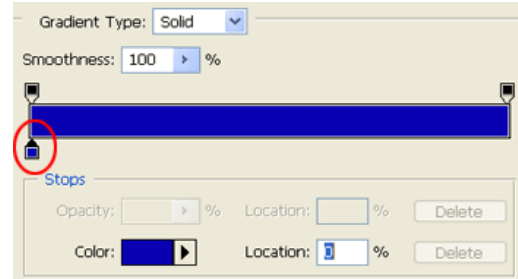 Gradient Type: Solid
Smoothness: 100 %
Stops
Opacity: % Location: % Delete
Color: Location: 0 % Delete